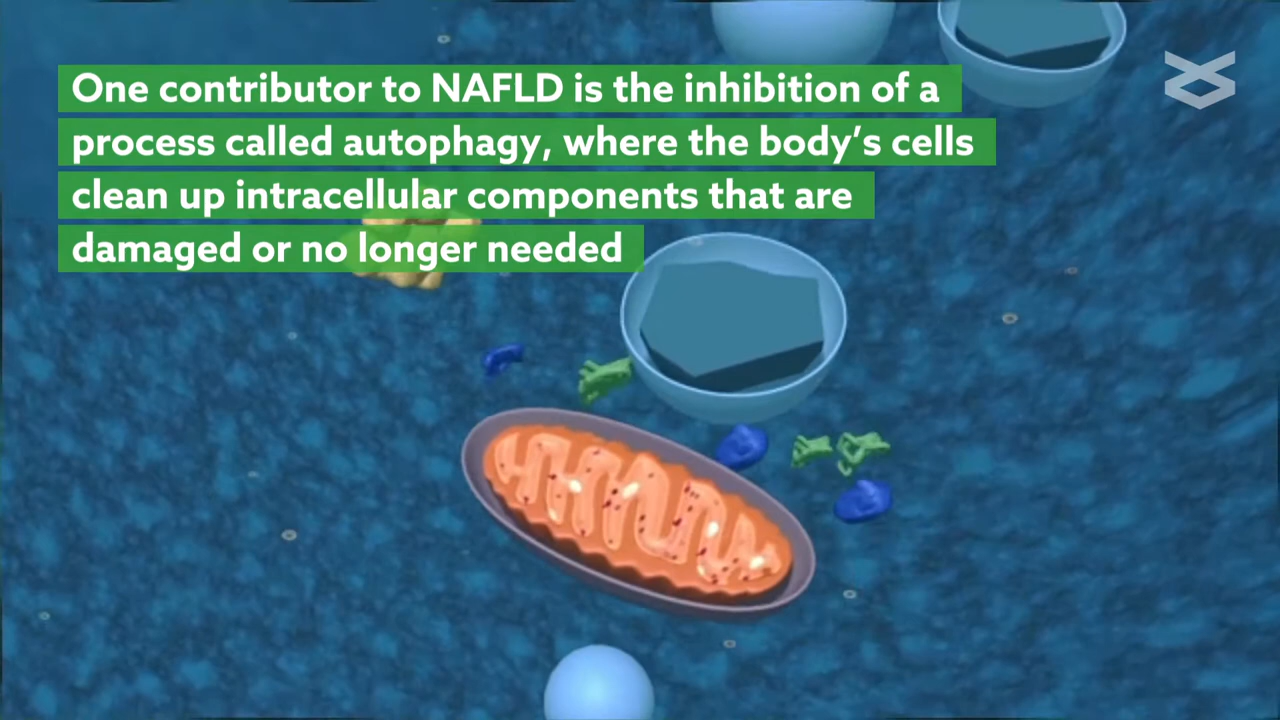 One contributor to NAFLD is the inhibition of a
process called autophagy, where the body’s cells
clean up intracellular components that are
damaged or no longer needed